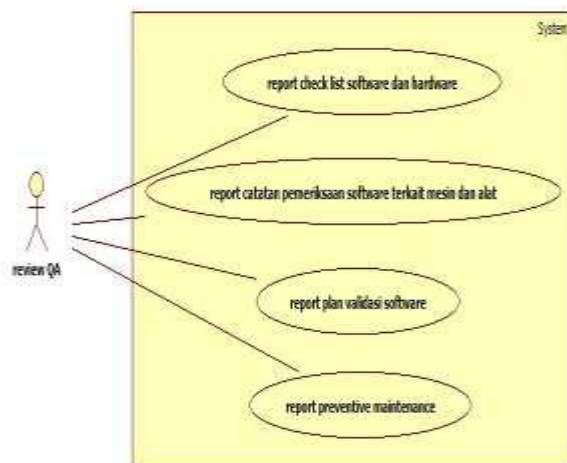 System
report check list software dan hardware
report catatan pemeriksaan software terkait mesin dan alat
review QA
report plan validasi software
report preventive maintenance